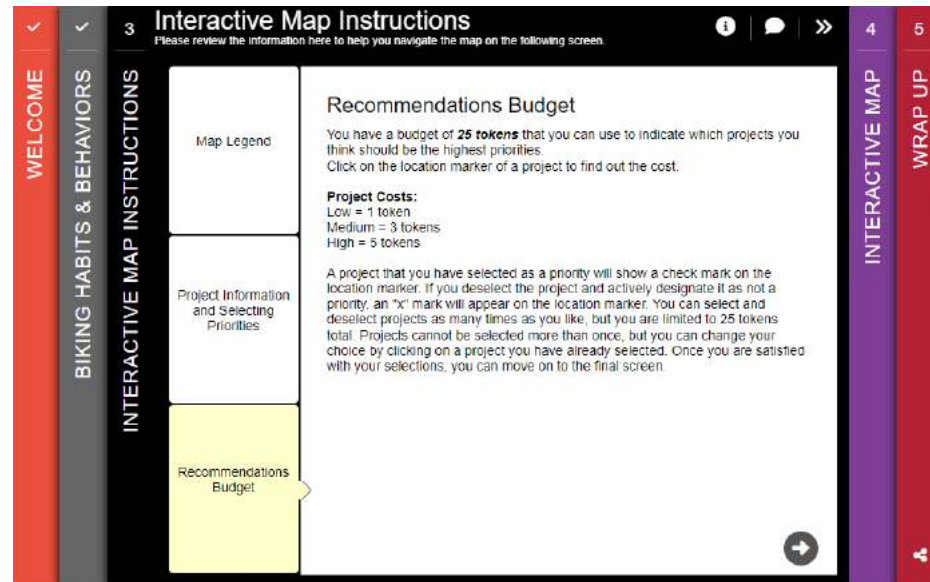 WELCOME
BIKING HABITS & BEHAVIORS
3
INTERACTIVE MAP INSTRUCTIONS
Interactive Map Instructions
Please review the information here to help you navigate the map on the following screen.
Map Legend
Project Information
and Selecting
Priorities
Recommendations
Budget
Recommendations Budget
You have a budget of 25 tokens that you can use to indicate which projects you
think should be the highest priorities.
Click on the location marker of a project to find out the cost.
Project Costs:
Low = 1 token
Medium = 3 tokens
High = 5 tokens
A project that you have selected as a priority will show a check mark on the
location marker. If you deselect the project and actively designate it as not a
priority, an "x" mark will appear on the location marker. You can select and
deselect projects as many times as you like, but you are limited to 25 tokens
total. Projects cannot be selected more than once, but you can change your
choice by clicking on a project you have already selected. Once you are satisfied
with your selections, you can move on to the final screen.
4
INTERACTIVE MAP
5
WRAP UP